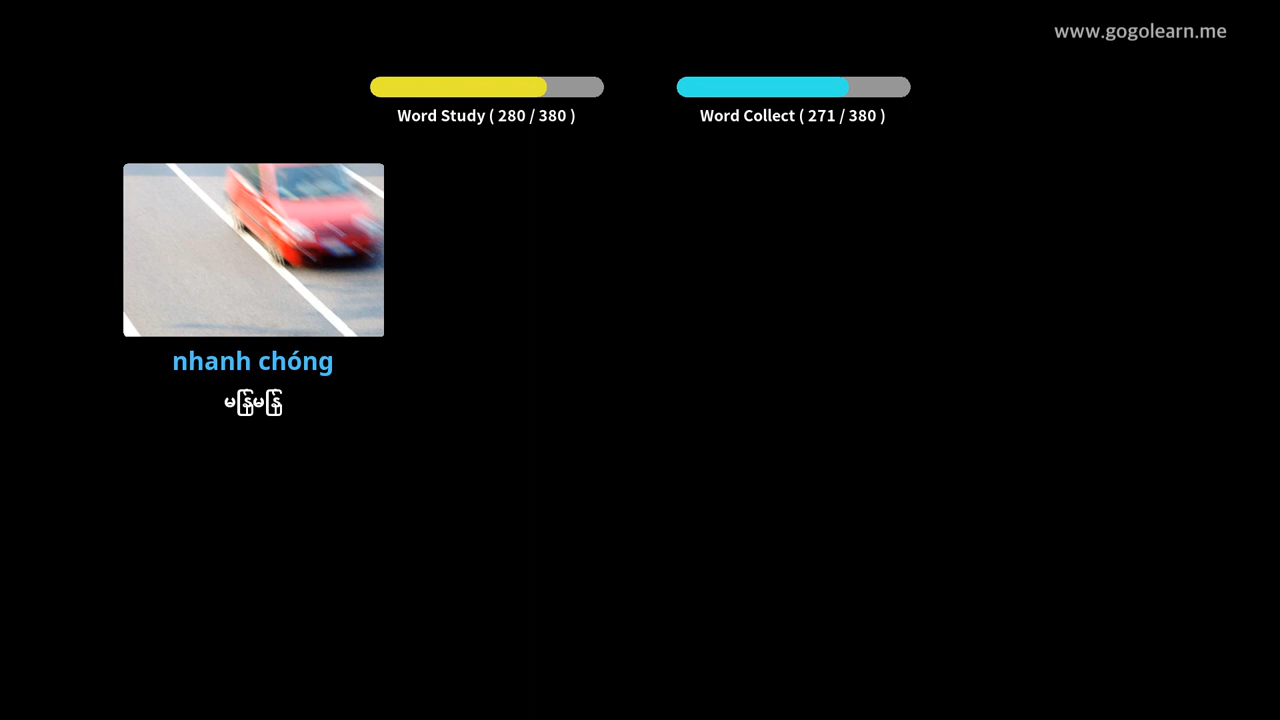 www.gogolearn.me
Word Study ( 280 / 380 )
Word Collect ( 271 / 380 )
nhanh chóng
မြန်မြန်